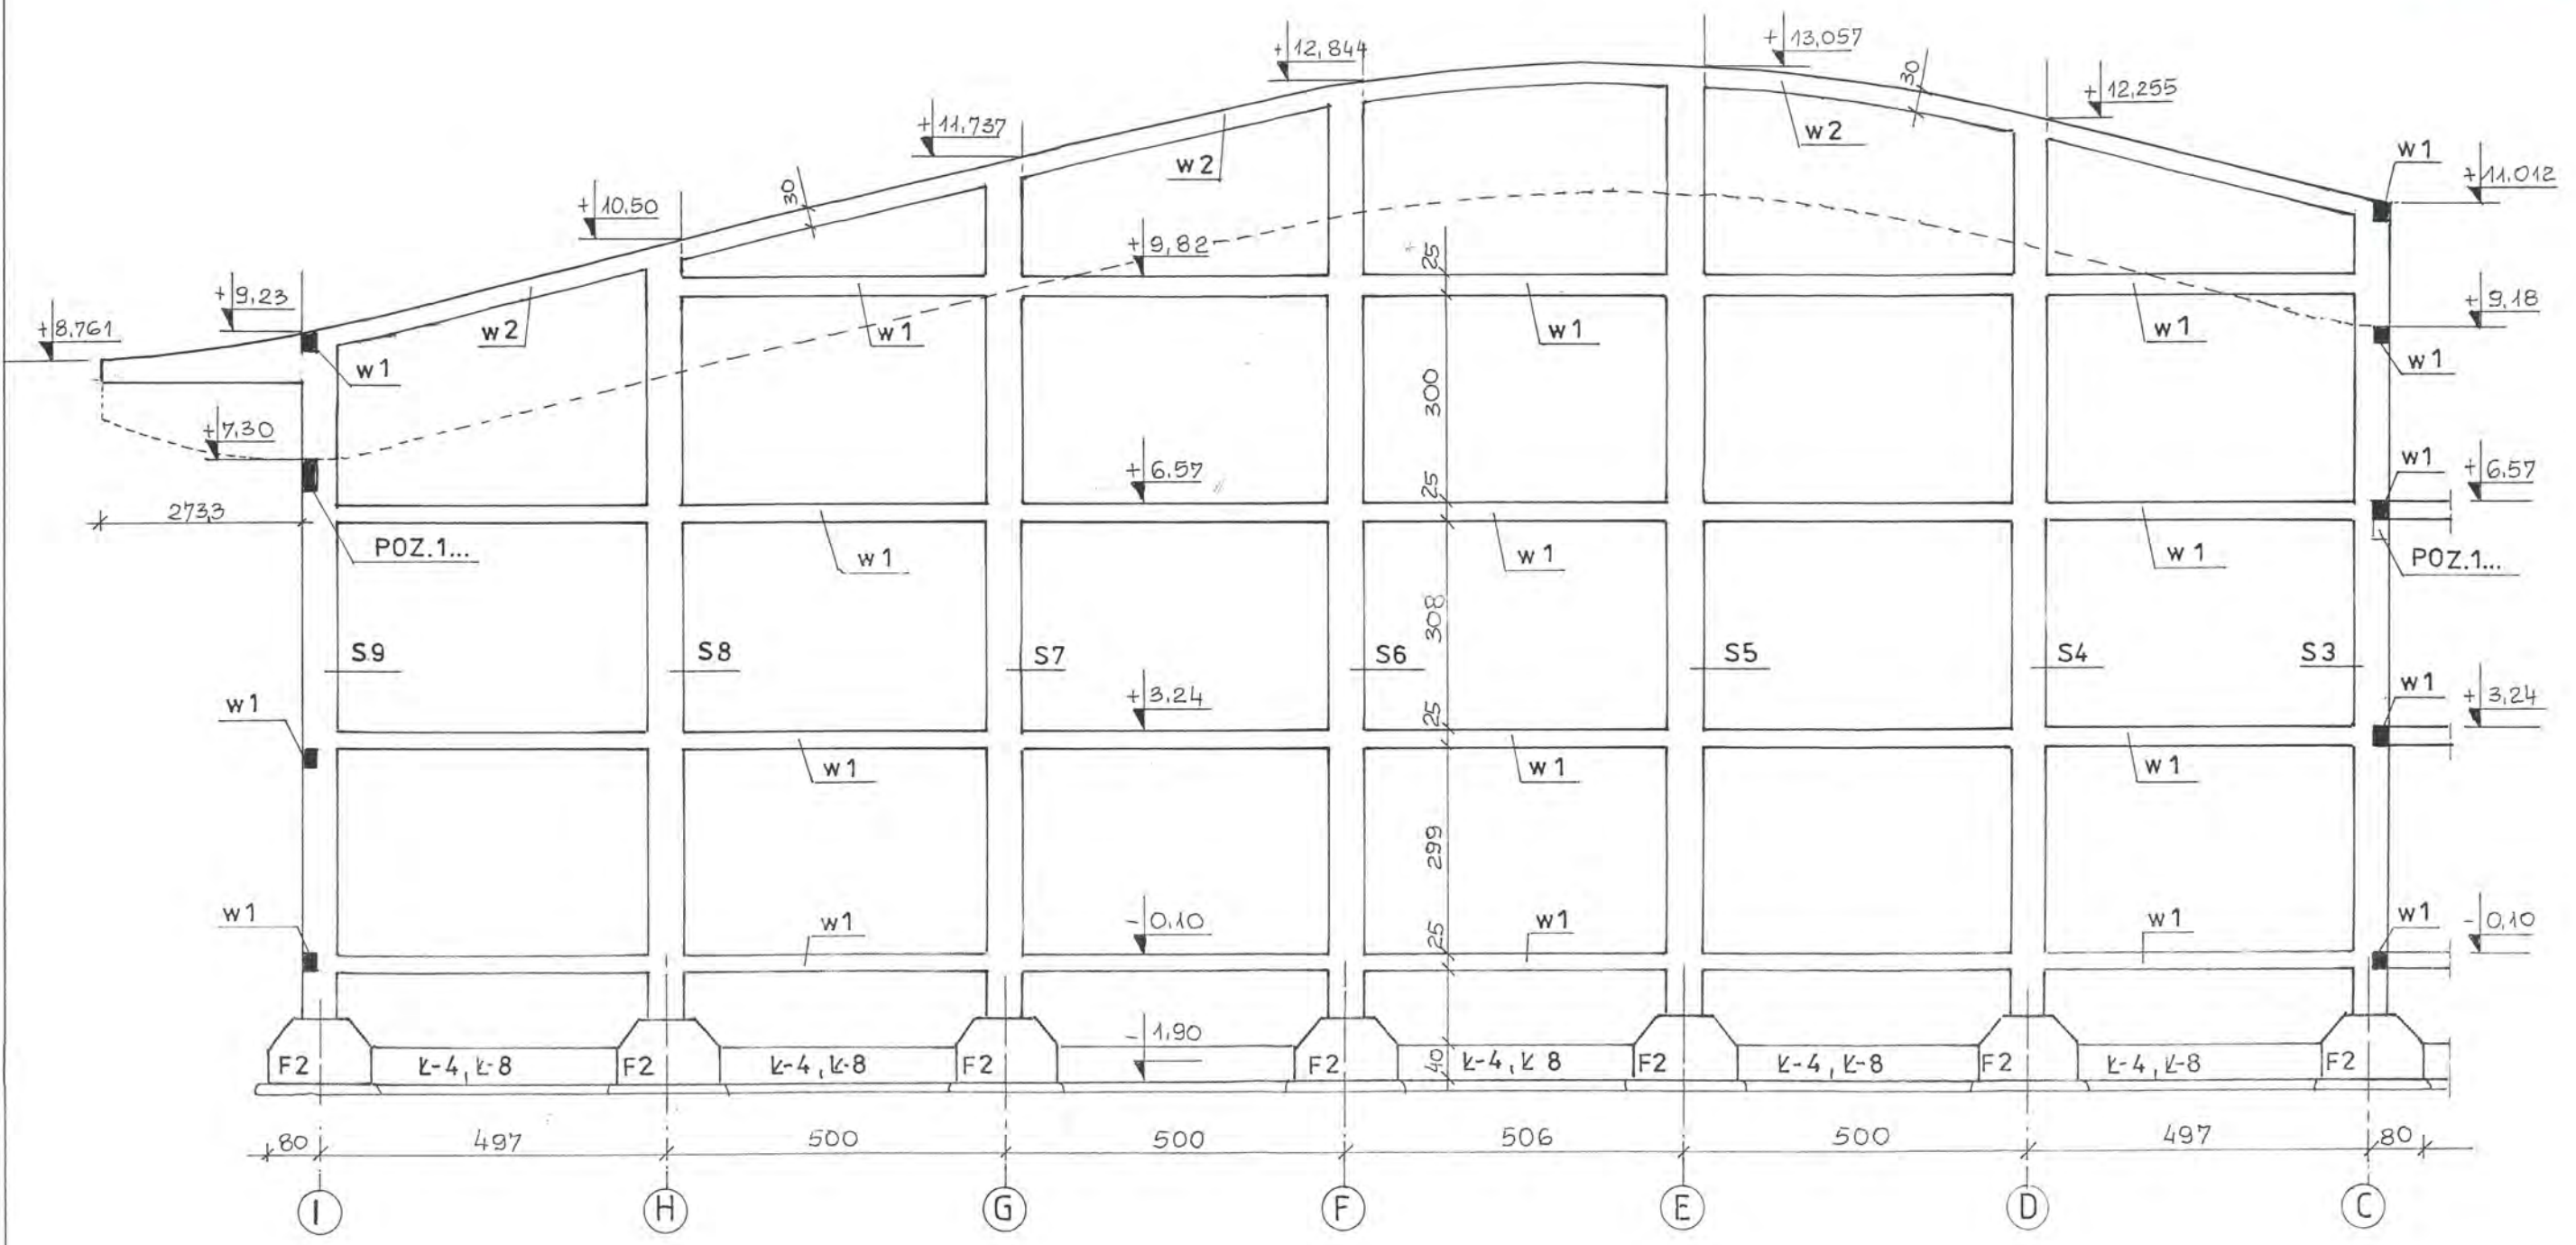 +12,844
+13,057
30
+12,255
+11,737
w2
w2
w1
+11.012
+10,50
30
+9,82
25
+9,23
+8,761
w2
w1
w1
w1
+9,18
w1
w1
300
+7,30
+6.57
25
w1
+6,57
273,3
POZ.1...
w1
w1
w1
POZ.1...
308
S9
S8
S7
S6
S5
S4
S3
w1
+3,24
25
w1
+3,24
w1
w1
w1
299
w1
w1
-0,10
25
w1
w1
w1
-0,10
-1,90
F2
Ł-4, Ł-8
F2
Ł-4, Ł-8
F2
F2
40
Ł-4, Ł8
F2
Ł-4, Ł-8
F2
Ł-4, Ł-8
F2
80
497
500
500
506
500
497
80
I
H
G
F
E
D
C